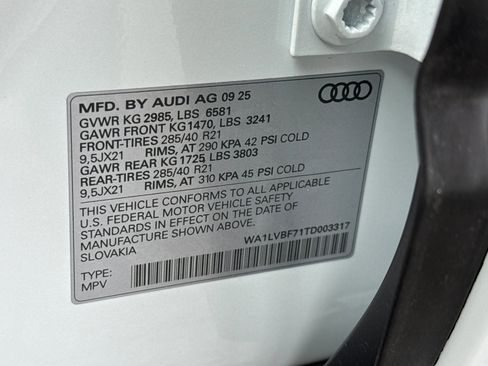 MFD. BY AUDI AG 09 25
GVWR KG 2985, LBS 6581
GAWR FRONT KG1470, LBS 3241
FRONT-TIRES 285/40 R21
9,5JX21 RIMS, AT 290 KPA 42 PSI COLD
GAWR REAR KG 1725, LBS 3803
REAR-TIRES 285/40 R21
9,5JX21 RIMS, AT 310 KPA 45 PSI COLD
THIS VEHICLE CONFORMS TO ALL APPLICABLE
U.S. FEDERAL MOTOR VEHICLE SAFETY
STANDARDS IN EFFECT ON THE DATE OF
MANUFACTURE SHOWN ABOVE.
SLOVAKIA
WA1LVBF71TD003317
TYPE:
MPV